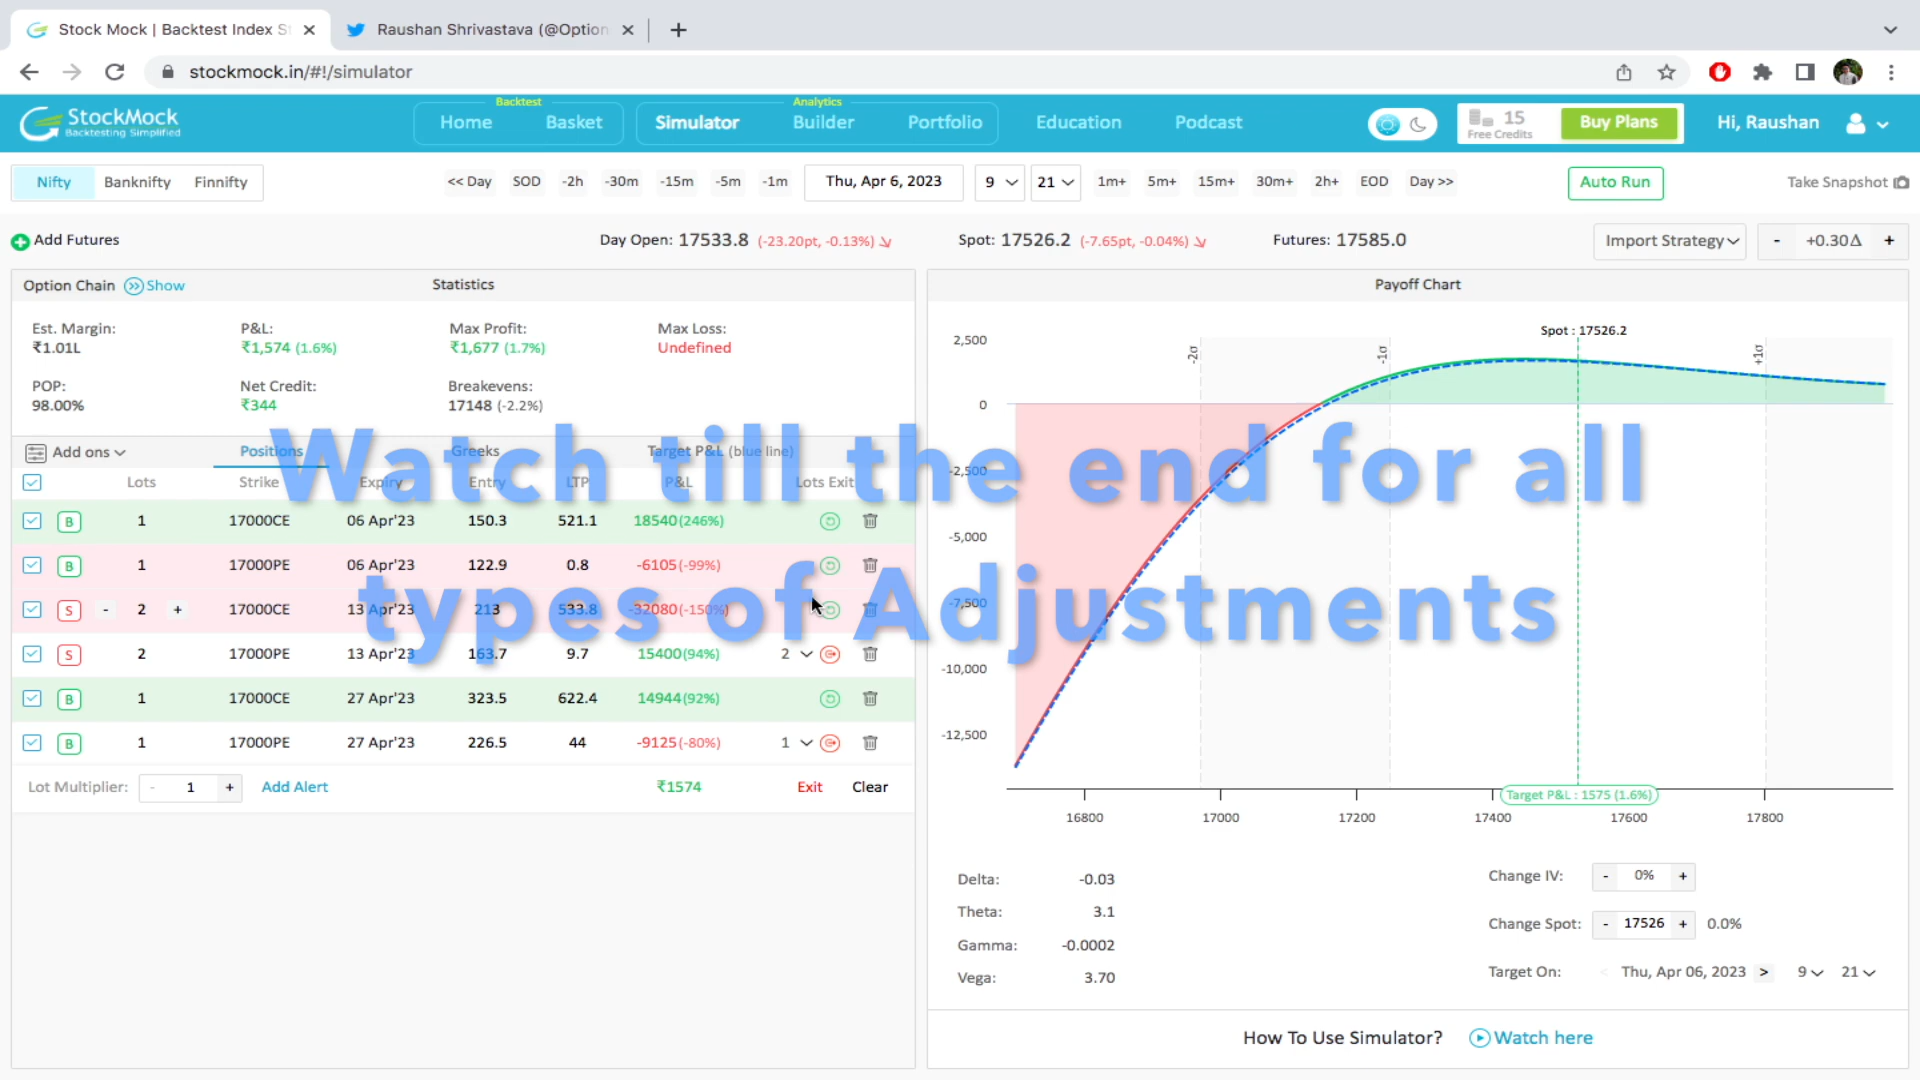 Stock Mock | Backtest Index S
Raushan Shrivastava (@Option
stockmock.in/#!/simulator
StockMock
Backtesting Simplified
Backtest
Home Basket
Analytics
Simulator Builder Portfolio
Education Podcast
15
Free Credits
Buy Plans
Hi, Raushan
Nifty Banknifty Finnifty
<< Day SOD -2h -30m -15m -5m -1m Thu, Apr 6, 2023 9 21 1m+ 5m+ 15m+ 30m+ 2h+ EOD Day >>
Auto Run
Take Snapshot
Add Futures
Day Open: 17533.8 (-23.20pt, -0.13%)
Spot: 17526.2 (-7.65pt, -0.04%)
Futures: 17585.0
Import Strategy
- +0.30Δ +
Option Chain Show
Statistics
Est. Margin: P&L: Max Profit: Max Loss:
₹1.01L ₹1,574 (1.6%) ₹1,677 (1.7%) Undefined
POP: Net Credit: Breakevens:
98.00% ₹344 17148 (-2.2%)
Add ons Positions Greeks Target P&L (blue line)
Lots Strike Expiry Entry LTP P&L Lots Exit
B 1 17000CE 06 Apr'23 150.3 521.1 18540(246%)
B 1 17000PE 06 Apr'23 122.9 0.8 -6105(-99%)
S - 2 + 17000CE 13 Apr'23 213 533.8 -32080(-150%)
S 2 17000PE 13 Apr'23 163.7 9.7 15400(94%) 2
B 1 17000CE 27 Apr'23 323.5 622.4 14944(92%)
B 1 17000PE 27 Apr'23 226.5 44 -9125(-80%) 1
Lot Multiplier: - 1 + Add Alert ₹1574 Exit Clear
Watch till the end for all
types of Adjustments
Payoff Chart
Spot : 17526.2
-2σ -1σ +1σ
2,500
0
-2,500
-5,000
-7,500
-10,000
-12,500
Target P&L : 1575 (1.6%)
16800 17000 17200 17400 17600 17800
Delta: -0.03
Theta: 3.1
Gamma: -0.0002
Vega: 3.70
Change IV: - 0% +
Change Spot: - 17526 + 0.0%
Target On: < Thu, Apr 06, 2023 > 9 21
How To Use Simulator? Watch here